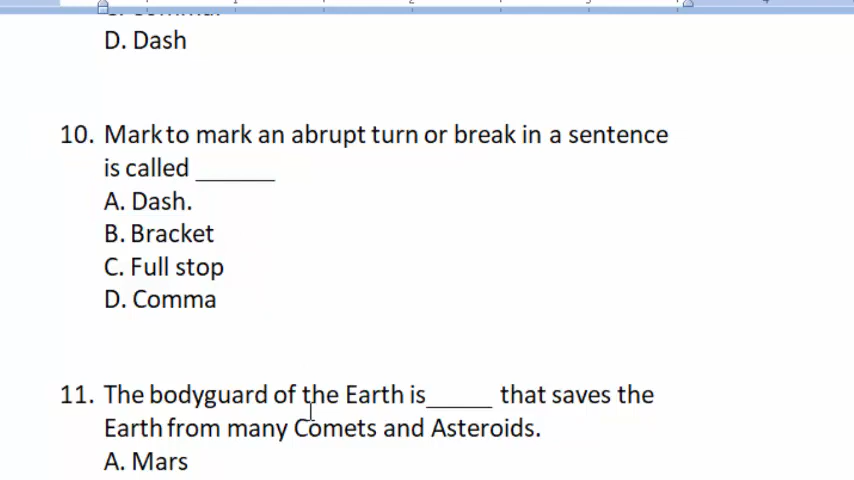 D. Dash
10. Mark to mark an abrupt turn or break in a sentence
is called ______
A. Dash.
B. Bracket
C. Full stop
D. Comma
11. The bodyguard of the Earth is_____ that saves the
Earth from many Comets and Asteroids.
A. Mars